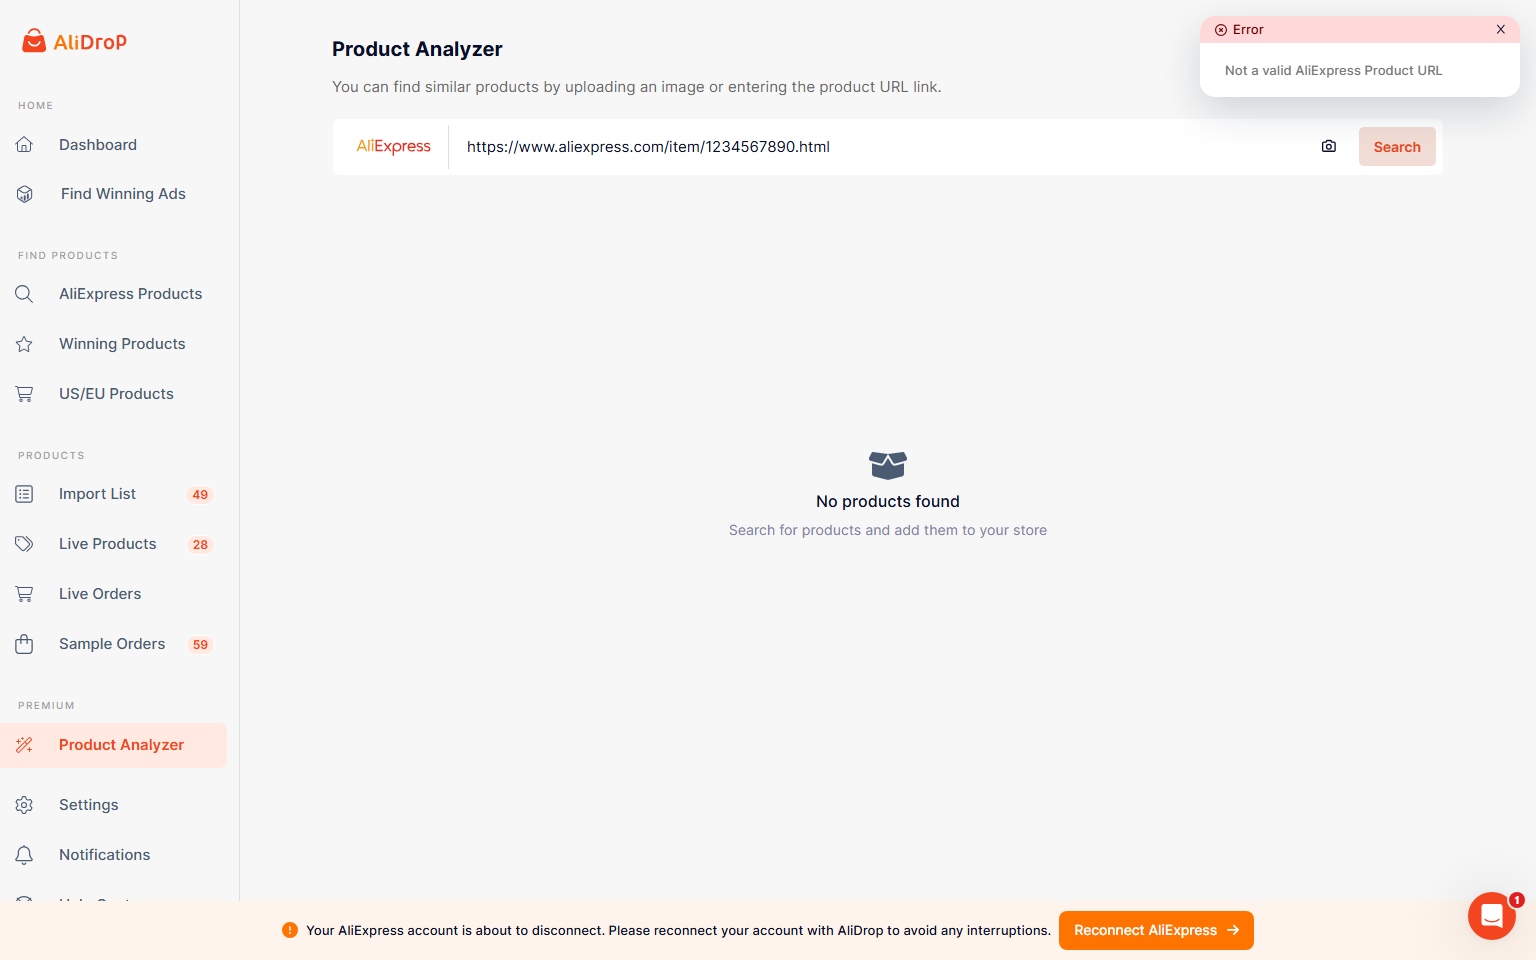 AliDrop
HOME
Dashboard
Find Winning Ads
FIND PRODUCTS
AliExpress Products
Winning Products
US/EU Products
PRODUCTS
Import List 49
Live Products 28
Live Orders
Sample Orders 59
PREMIUM
Product Analyzer
Settings
Notifications
Product Analyzer
You can find similar products by uploading an image or entering the product URL link.
AliExpress https://www.aliexpress.com/item/1234567890.html Search
Error X
Not a valid AliExpress Product URL
No products found
Search for products and add them to your store
Your AliExpress account is about to disconnect. Please reconnect your account with AliDrop to avoid any interruptions. Reconnect AliExpress →
1